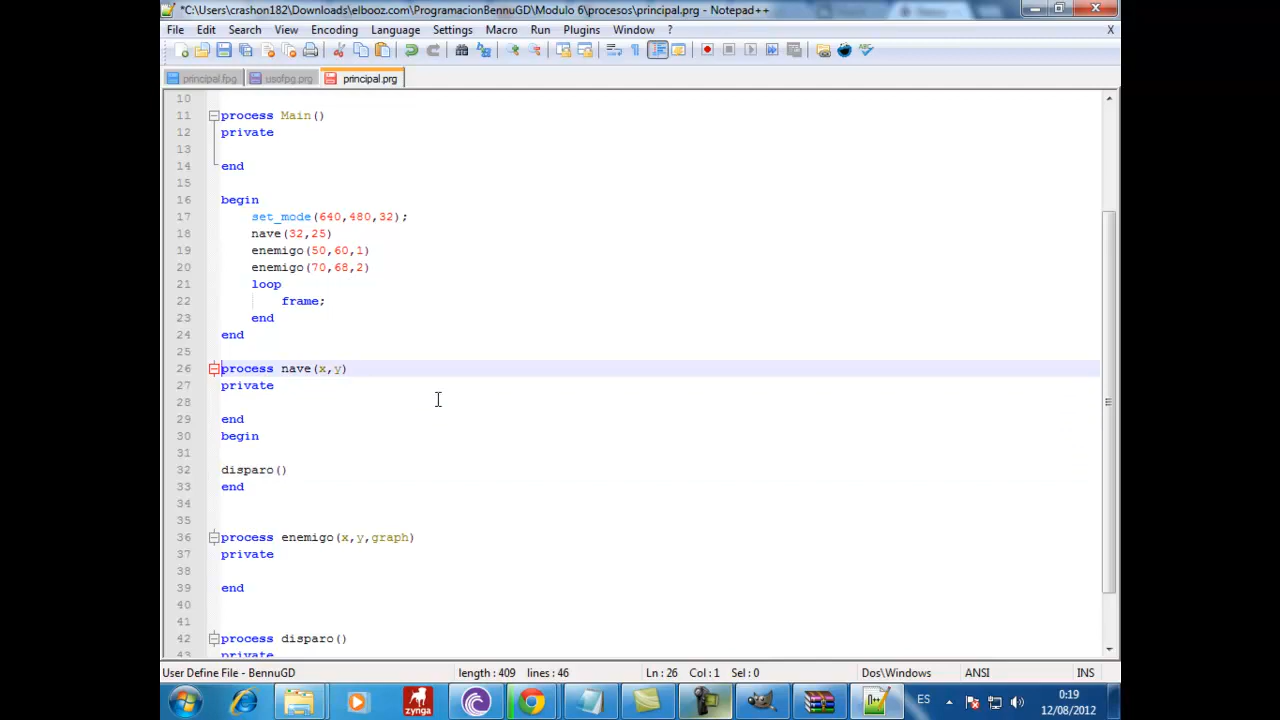 *C:\Users\crashon182\Downloads\elbooz.com\ProgramacionBennuGD\Modulo 6\procesos\principal.prg - Notepad++
File Edit Search View Encoding Language Settings Macro Run Plugins Window ? X
principal.fpg usofpg.prg principal.prg
10
11 process Main()
12 private
13
14 end
15
16 begin
17 set_mode(640,480,32);
18 nave(32,25)
19 enemigo(50,60,1)
20 enemigo(70,68,2)
21 loop
22 frame;
23 end
24 end
25
26 process nave(x,y)
27 private
28
29 end
30 begin
31
32 disparo()
33 end
34
35
36 process enemigo(x,y,graph)
37 private
38
39 end
40
41
42 process disparo()
43 private
User Define File - BennuGD length : 409 lines : 46 Ln : 26 Col : 1 Sel : 0 Dos\Windows ANSI INS
zynga ES 0:19
12/08/2012